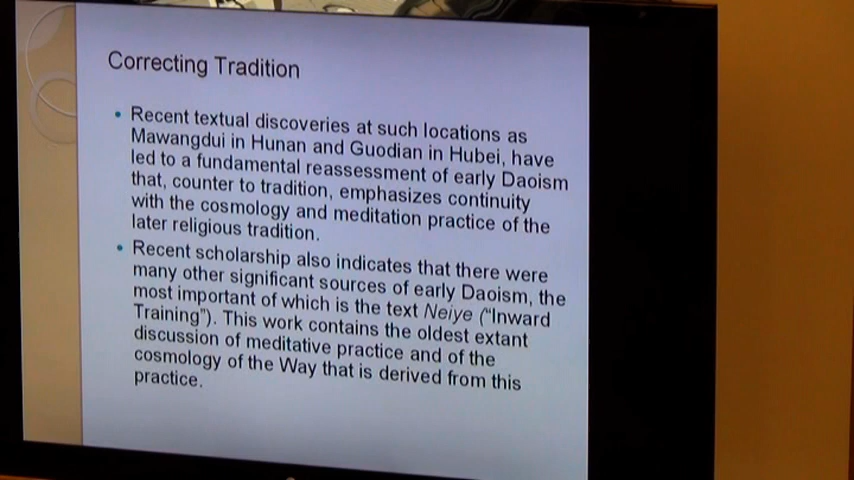 Correcting Tradition
• Recent textual discoveries at such locations as
Mawangdui in Hunan and Guodian in Hubei, have
led to a fundamental reassessment of early Daoism
that, counter to tradition, emphasizes continuity
with the cosmology and meditation practice of the
later religious tradition.
• Recent scholarship also indicates that there were
many other significant sources of early Daoism, the
most important of which is the text Neiye (“Inward
Training”). This work contains the oldest extant
discussion of meditative practice and of the
cosmology of the Way that is derived from this
practice.